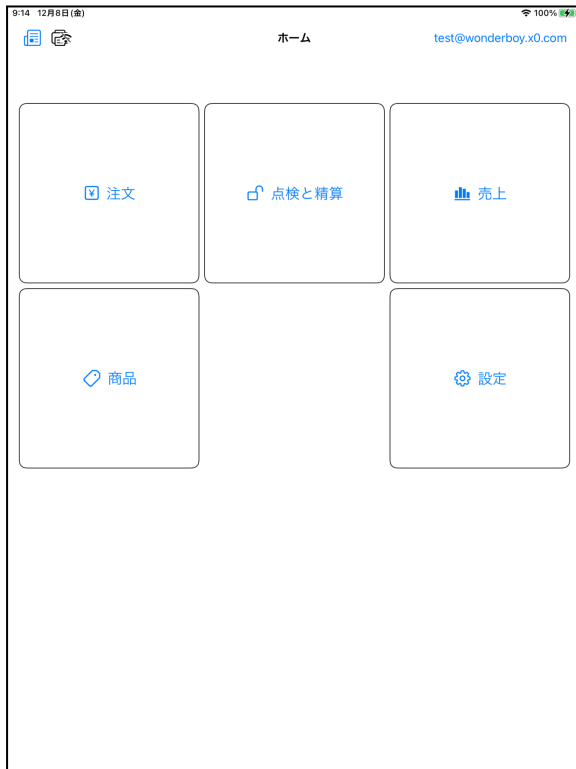 9:14 12月8日(金) 100%
ホーム test@wonderboy.x0.com
¥ 注文 点検と精算 売上
商品 設定